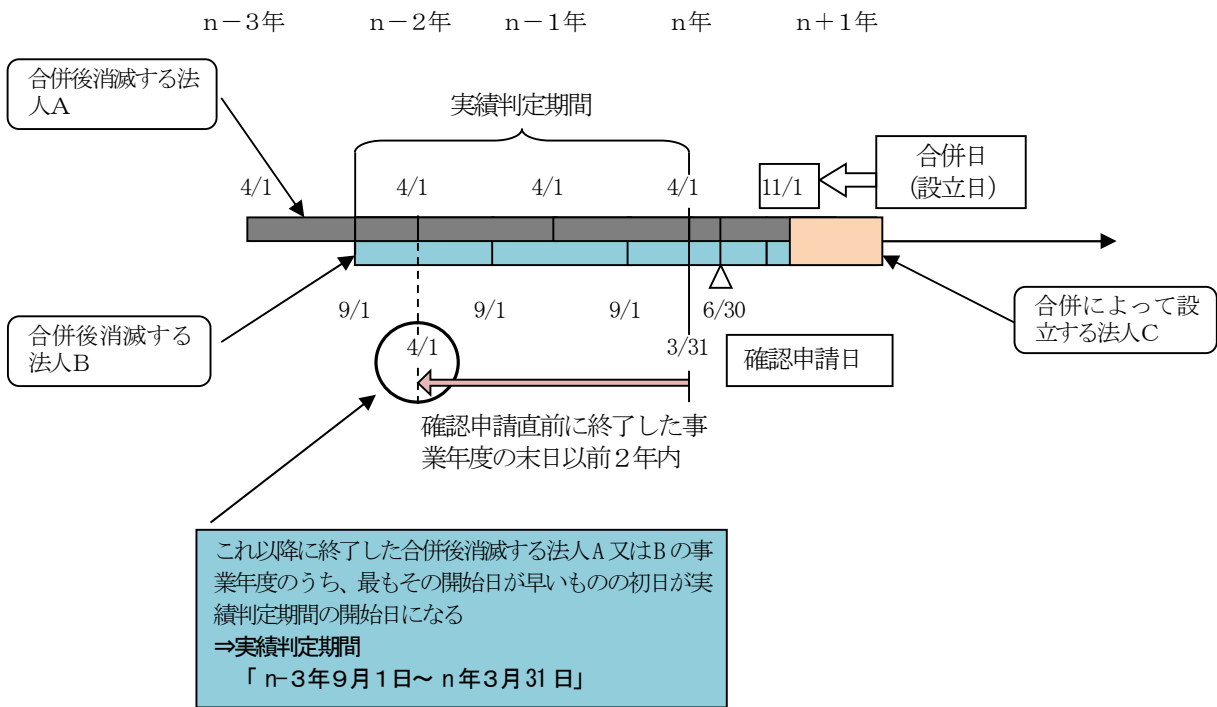 n－3年
n－2年
n－1年
n年
n＋1年
合併後消滅する法
人A
実績判定期間
合併日
(設立日)
4/1
4/1
4/1
4/1
11/1
9/1
9/1
9/1
6/30
合併後消滅する
法人B
4/1
3/31
確認申請日
合併によって設
立する法人C
確認申請直前に終了した事
業年度の末日以前２年内
これ以降に終了した合併後消滅する法人A又はBの事
業年度のうち、最もその開始日が早いものの初日が実
績判定期間の開始日になる
⇒実績判定期間
「 n-３年９月１日～ n年３月31日」